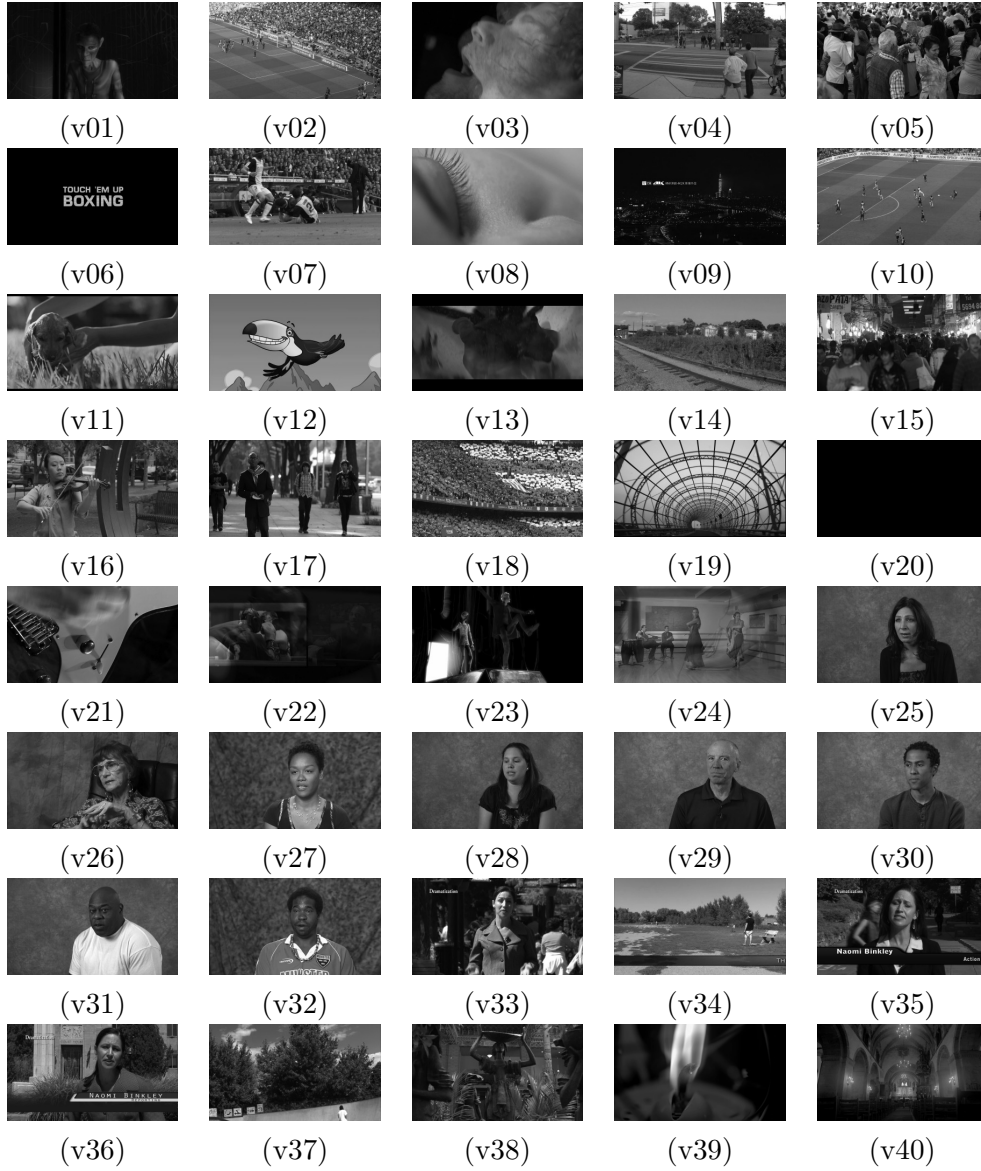 (v01) (v02) (v03) (v04) (v05)
TOUCH 'EM UP
BOXING
(v06) (v07) (v08) (v09) (v10)
(v11) (v12) (v13) (v14) (v15)
(v16) (v17) (v18) (v19) (v20)
(v21) (v22) (v23) (v24) (v25)
(v26) (v27) (v28) (v29) (v30)
Dramatization
Dramatization
Naomi Binkley
Action
TH
(v31) (v32) (v33) (v34) (v35)
Dramatization
NAOMI BINKLEY
(v36) (v37) (v38) (v39) (v40)